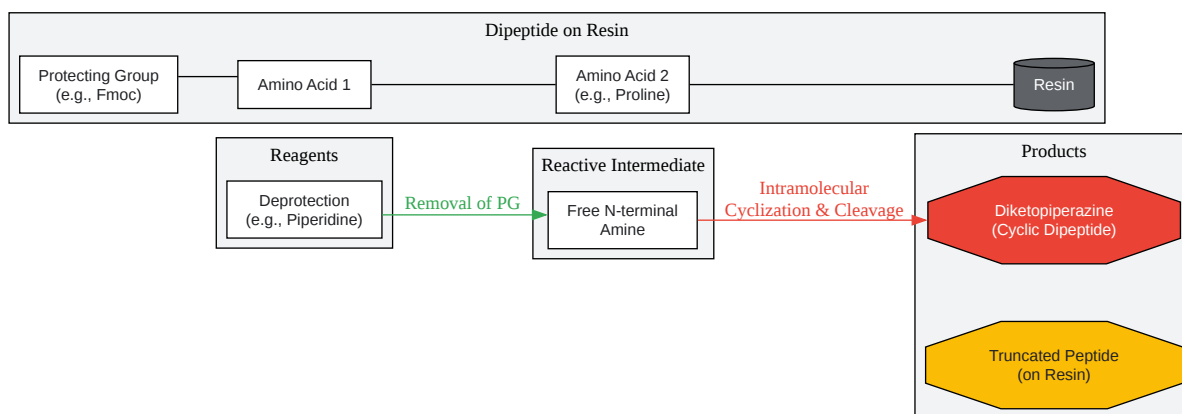 Dipeptide on Resin
Protecting Group
(e.g., Fmoc)
Amino Acid 1
Amino Acid 2
(e.g., Proline)
Resin
Reagents
Deprotection
(e.g., Piperidine)
Removal of PG
Reactive Intermediate
Free N-terminal
Amine
Intramolecular
Cyclization & Cleavage
Products
Diketopiperazine
(Cyclic Dipeptide)
Truncated Peptide
(on Resin)